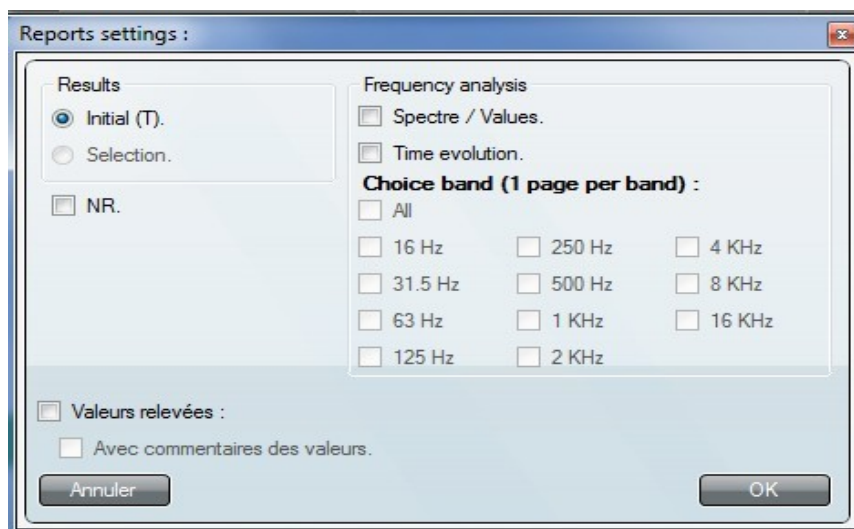 Reports settings :
Results
Initial (T).
Selection.
NR.
Frequency analysis
Spectre / Values.
Time evolution.
Choice band (1 page per band) :
All
16 Hz 250 Hz 4 KHz
31.5 Hz 500 Hz 8 KHz
63 Hz 1 KHz 16 KHz
125 Hz 2 KHz
Valeurs relevées :
Avec commentaires des valeurs.
Annuler OK